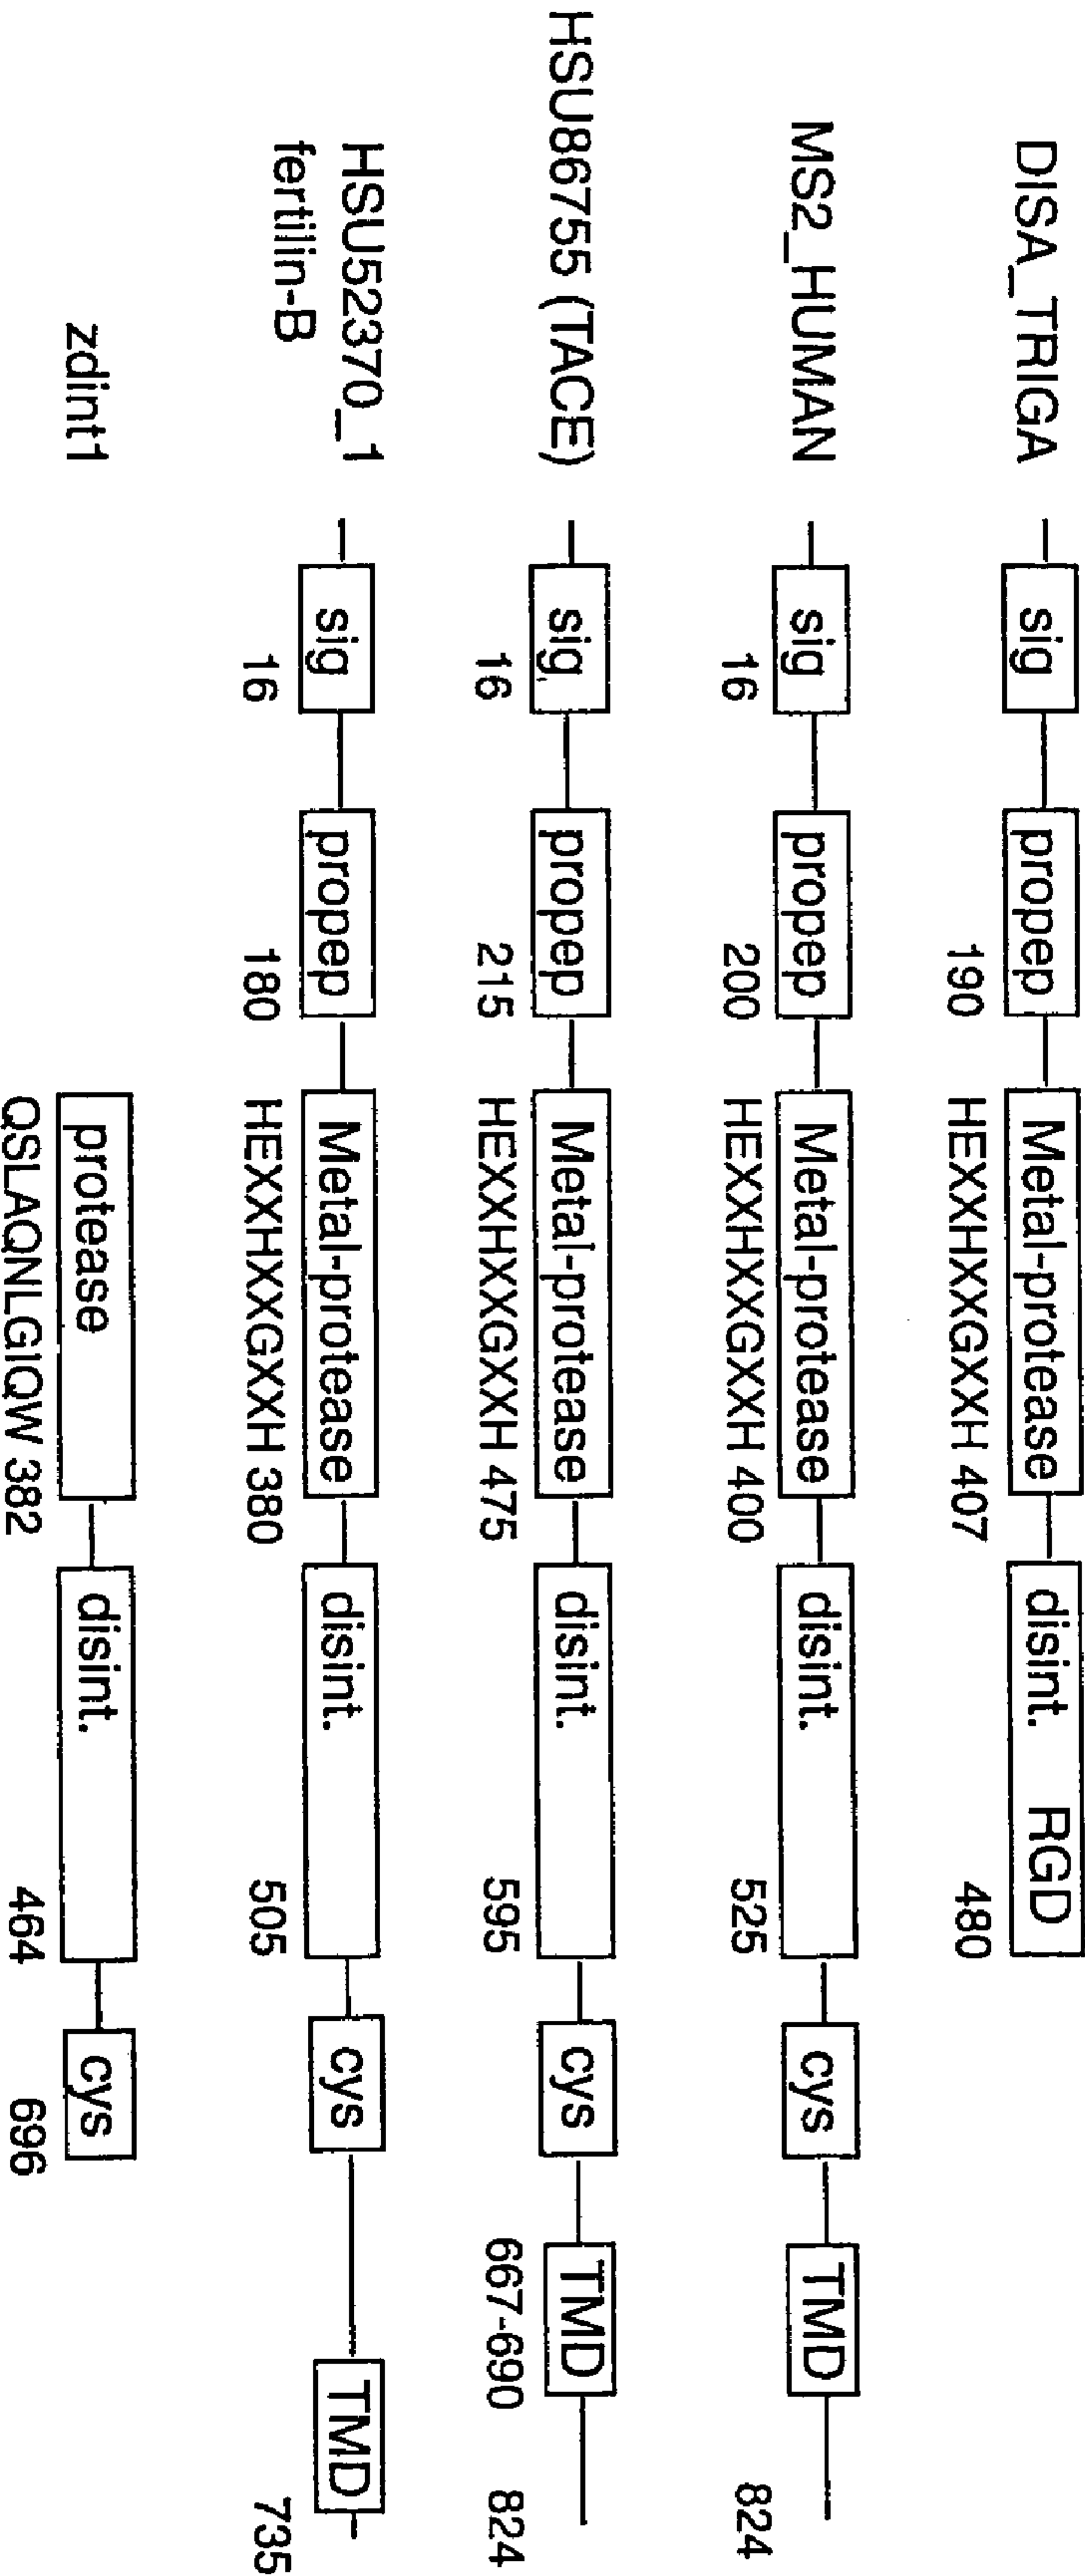 DISA_TRIGA
sig
propep
Metal-protease
disint. RGD
190
HEXXHXXGXXH 407
480
MS2_HUMAN
sig
propep
Metal-protease
disint.
cys
TMD
16
200
HEXXHXXGXXH 400
525
824
HSU86755 (TACE)
sig
propep
Metal-protease
disint.
cys
TMD
16
215
HEXXHXXGXXH 475
595
667-690
824
HSU52370_1
fertilin-B
sig
propep
Metal-protease
disint.
cys
TMD
16
180
HEXXHXXGXXH 380
505
735
zdint1
protease
disint.
cys
QSLAQNLGIQW 382
464
696